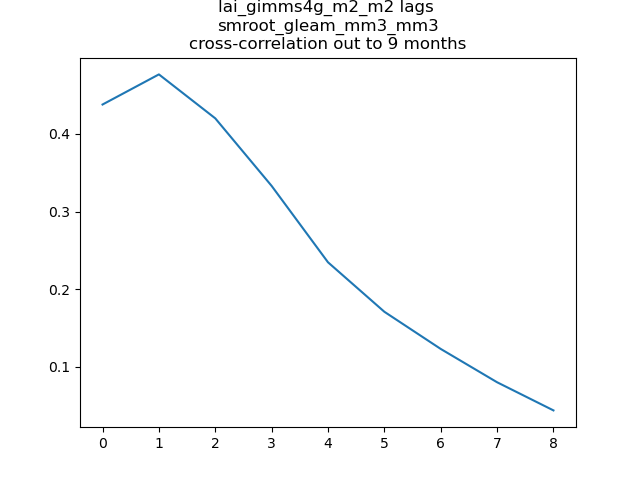 lai_gimms4g_m2_m2 lags
smroot_gleam_mm3_mm3
cross-correlation out to 9 months
0.4
0.3
0.2
0.1
0 1 2 3 4 5 6 7 8